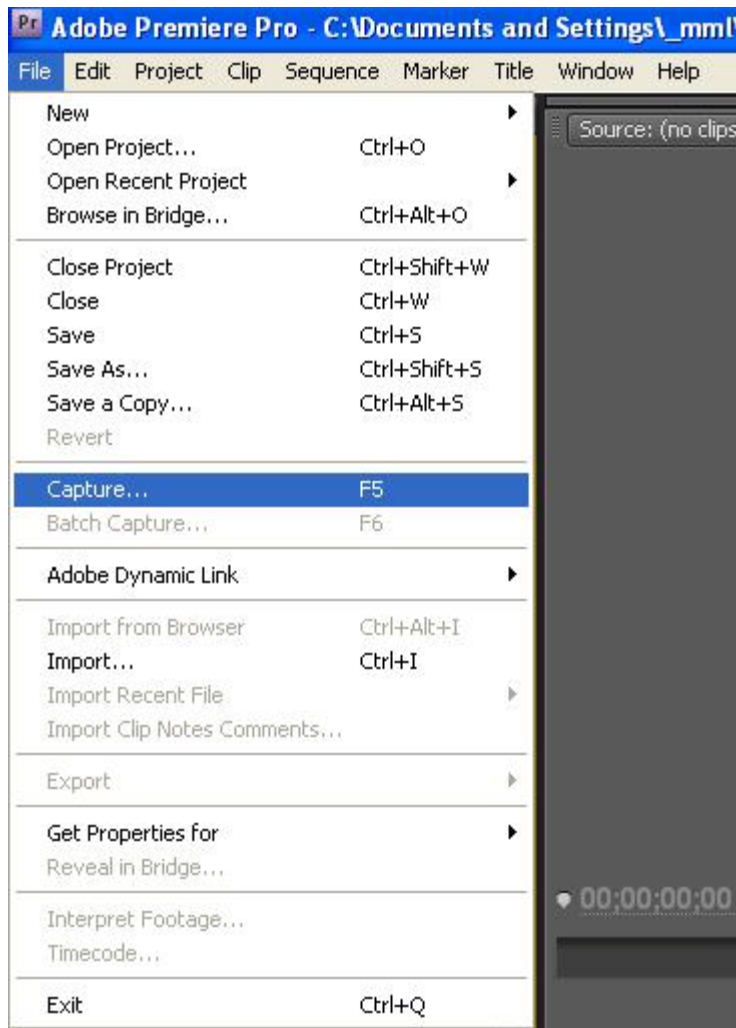 Pr Adobe Premiere Pro - C:\Documents and Settings\_mml\
File Edit Project Clip Sequence Marker Title Window Help
New
Open Project... Ctrl+O
Open Recent Project
Browse in Bridge... Ctrl+Alt+O
Close Project Ctrl+Shift+W
Close Ctrl+W
Save Ctrl+S
Save As... Ctrl+Shift+S
Save a Copy... Ctrl+Alt+S
Revert
Capture... F5
Batch Capture... F6
Adobe Dynamic Link
Import from Browser Ctrl+Alt+I
Import... Ctrl+I
Import Recent File
Import Clip Notes Comments...
Export
Get Properties for
Reveal in Bridge...
Interpret Footage...
Timecode...
Exit Ctrl+Q
Source: (no clips
00;00;00;00